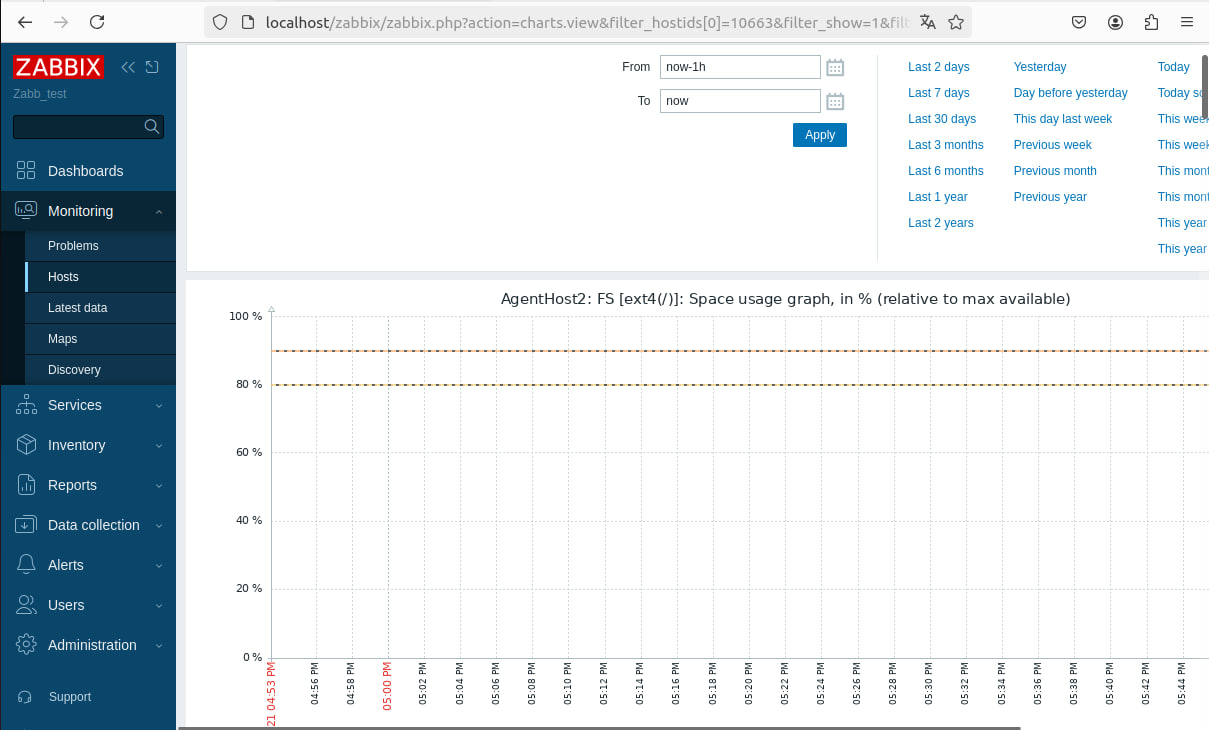 localhost/zabbix/zabbix.php?action=charts.view&filter_hostids[0]=10663&filter_show=1&filt
ZABBIX
Zabb_test
Dashboards
Monitoring
Problems
Hosts
Latest data
Maps
Discovery
Services
Inventory
Reports
Data collection
Alerts
Users
Administration
Support
From now-1h
To now
Apply
Last 2 days Yesterday Today
Last 7 days Day before yesterday Today so
Last 30 days This day last week This week
Last 3 months Previous week This week
Last 6 months Previous month This mont
Last 1 year Previous year This mont
Last 2 years This year
This year
AgentHost2: FS [ext4(/)]: Space usage graph, in % (relative to max available)
100 %
80 %
60 %
40 %
20 %
0 %
21 04:53 PM
04:56 PM
04:58 PM
05:00 PM
05:02 PM
05:04 PM
05:06 PM
05:08 PM
05:10 PM
05:12 PM
05:14 PM
05:16 PM
05:18 PM
05:20 PM
05:22 PM
05:24 PM
05:26 PM
05:28 PM
05:30 PM
05:32 PM
05:34 PM
05:36 PM
05:38 PM
05:40 PM
05:42 PM
05:44 PM